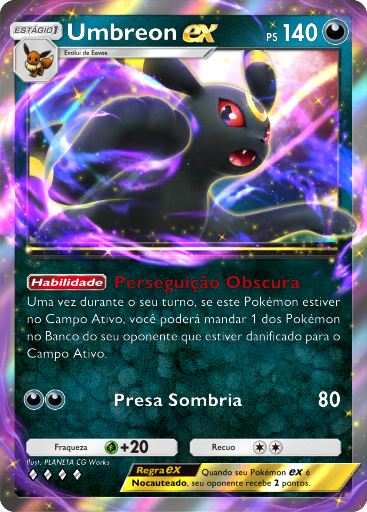 ESTÁGIO 1
Umbreon ex
PS 140
Evolui de Eevee
Habilidade Perseguição Obscura
Uma vez durante o seu turno, se este Pokémon estiver
no Campo Ativo, você poderá mandar 1 dos Pokémon
no Banco do seu oponente que estiver danificado para o
Campo Ativo.
Presa Sombria 80
Fraqueza +20 Recuo
Ilust. PLANETA CG Works
Regra ex Quando seu Pokémon ex é
Nocauteado, seu oponente recebe 2 pontos.